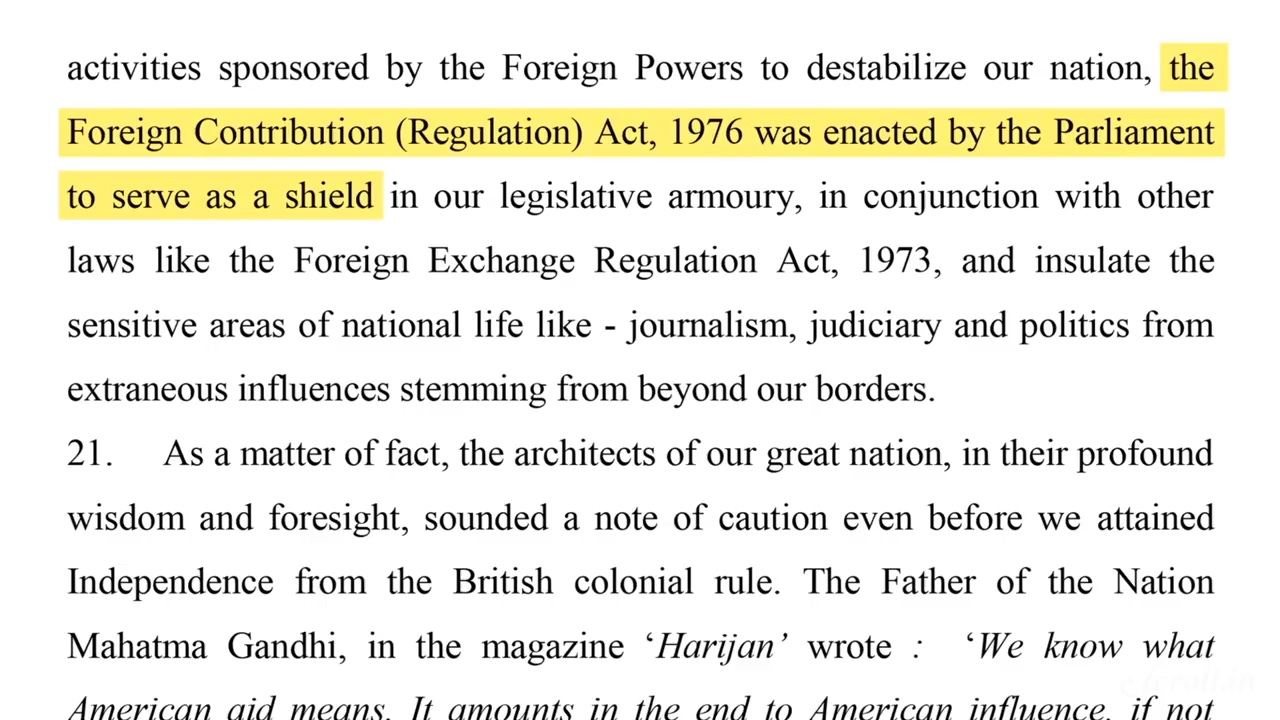 activities sponsored by the Foreign Powers to destabilize our nation, the
Foreign Contribution (Regulation) Act, 1976 was enacted by the Parliament
to serve as a shield in our legislative armoury, in conjunction with other
laws like the Foreign Exchange Regulation Act, 1973, and insulate the
sensitive areas of national life like - journalism, judiciary and politics from
extraneous influences stemming from beyond our borders.
21. As a matter of fact, the architects of our great nation, in their profound
wisdom and foresight, sounded a note of caution even before we attained
Independence from the British colonial rule. The Father of the Nation
Mahatma Gandhi, in the magazine ‘Harijan’ wrote : ‘We know what
American aid means. It amounts in the end to American influence, if not
Scroll.in